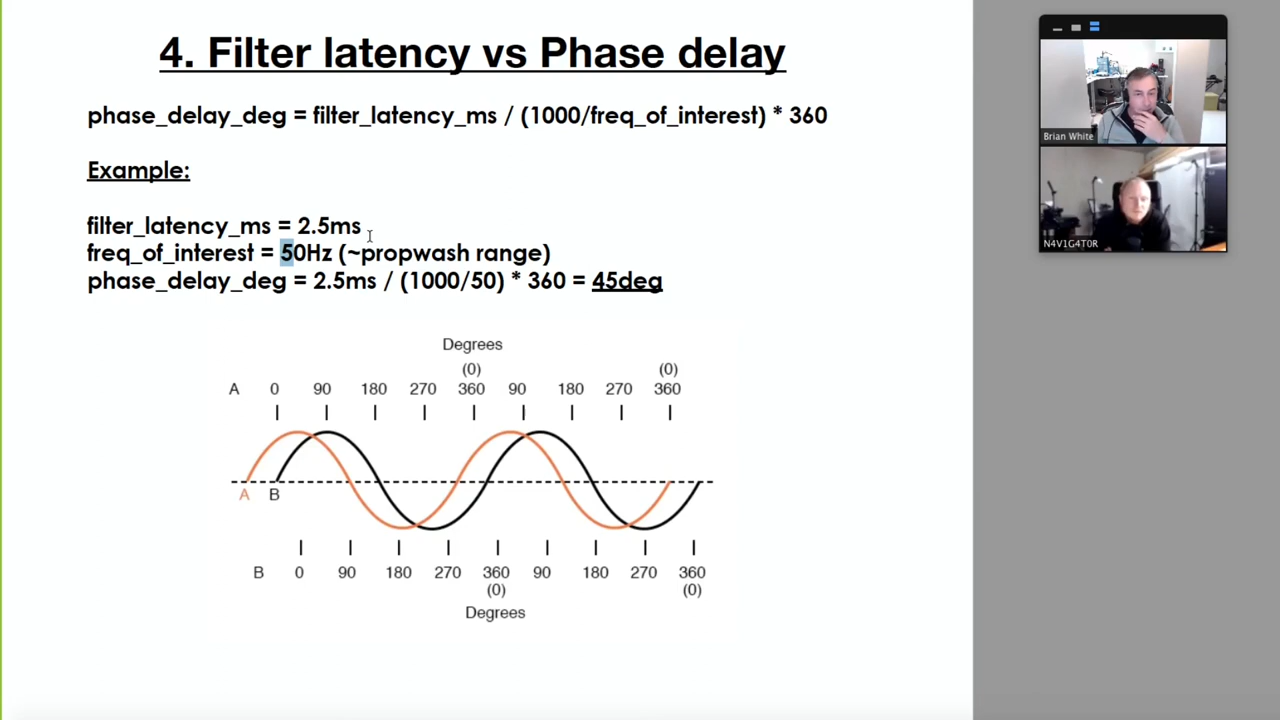 4. Filter latency vs Phase delay
phase_delay_deg = filter_latency_ms / (1000/freq_of_interest) * 360
Example:
filter_latency_ms = 2.5ms
freq_of_interest = 50Hz (~propwash range)
phase_delay_deg = 2.5ms / (1000/50) * 360 = 45deg
Degrees
(0) (0)
A 0 90 180 270 360 90 180 270 360
A B
B 0 90 180 270 360 90 180 270 360
(0) (0)
Degrees
Brian White
N4V1G4T0R